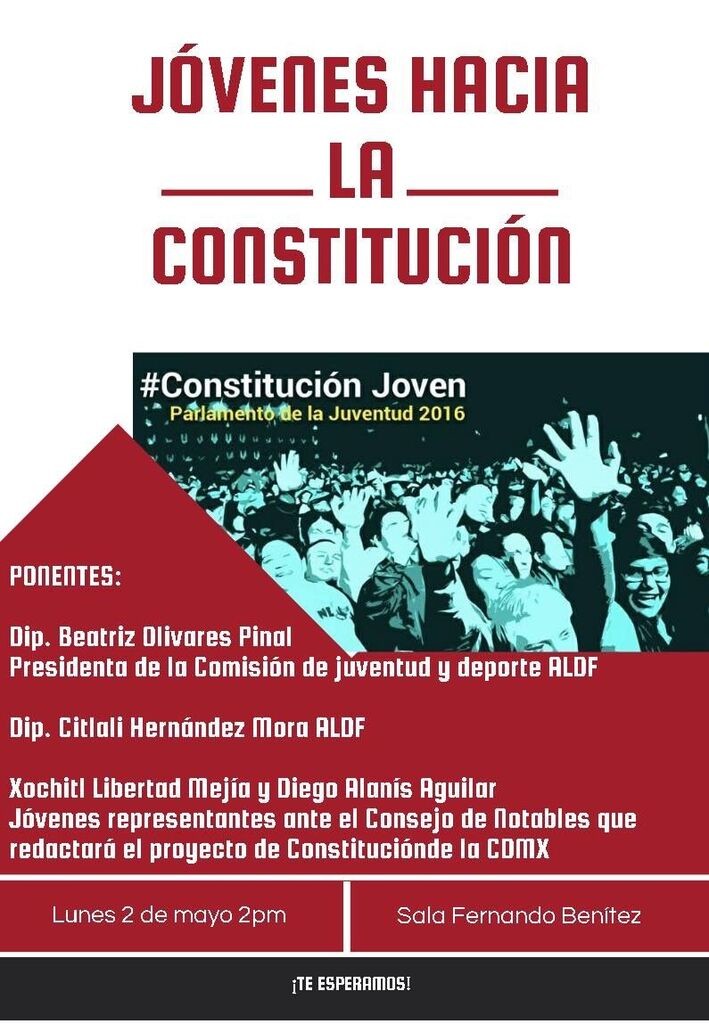 JÓVENES HACIA
LA
CONSTITUCIÓN
#Constitución Joven
Parlamento de la Juventud 2016
PONENTES:
Dip. Beatriz Olivares Pinal
Presidenta de la Comisión de juventud y deporte ALDF
Dip. Citlali Hernández Mora ALDF
Xochitl Libertad Mejía y Diego Alanís Aguilar
Jóvenes representantes ante el Consejo de Notables que
redactará el proyecto de Constituciónde la CDMX
Lunes 2 de mayo 2pm
Sala Fernando Benítez
¡TE ESPERAMOS!